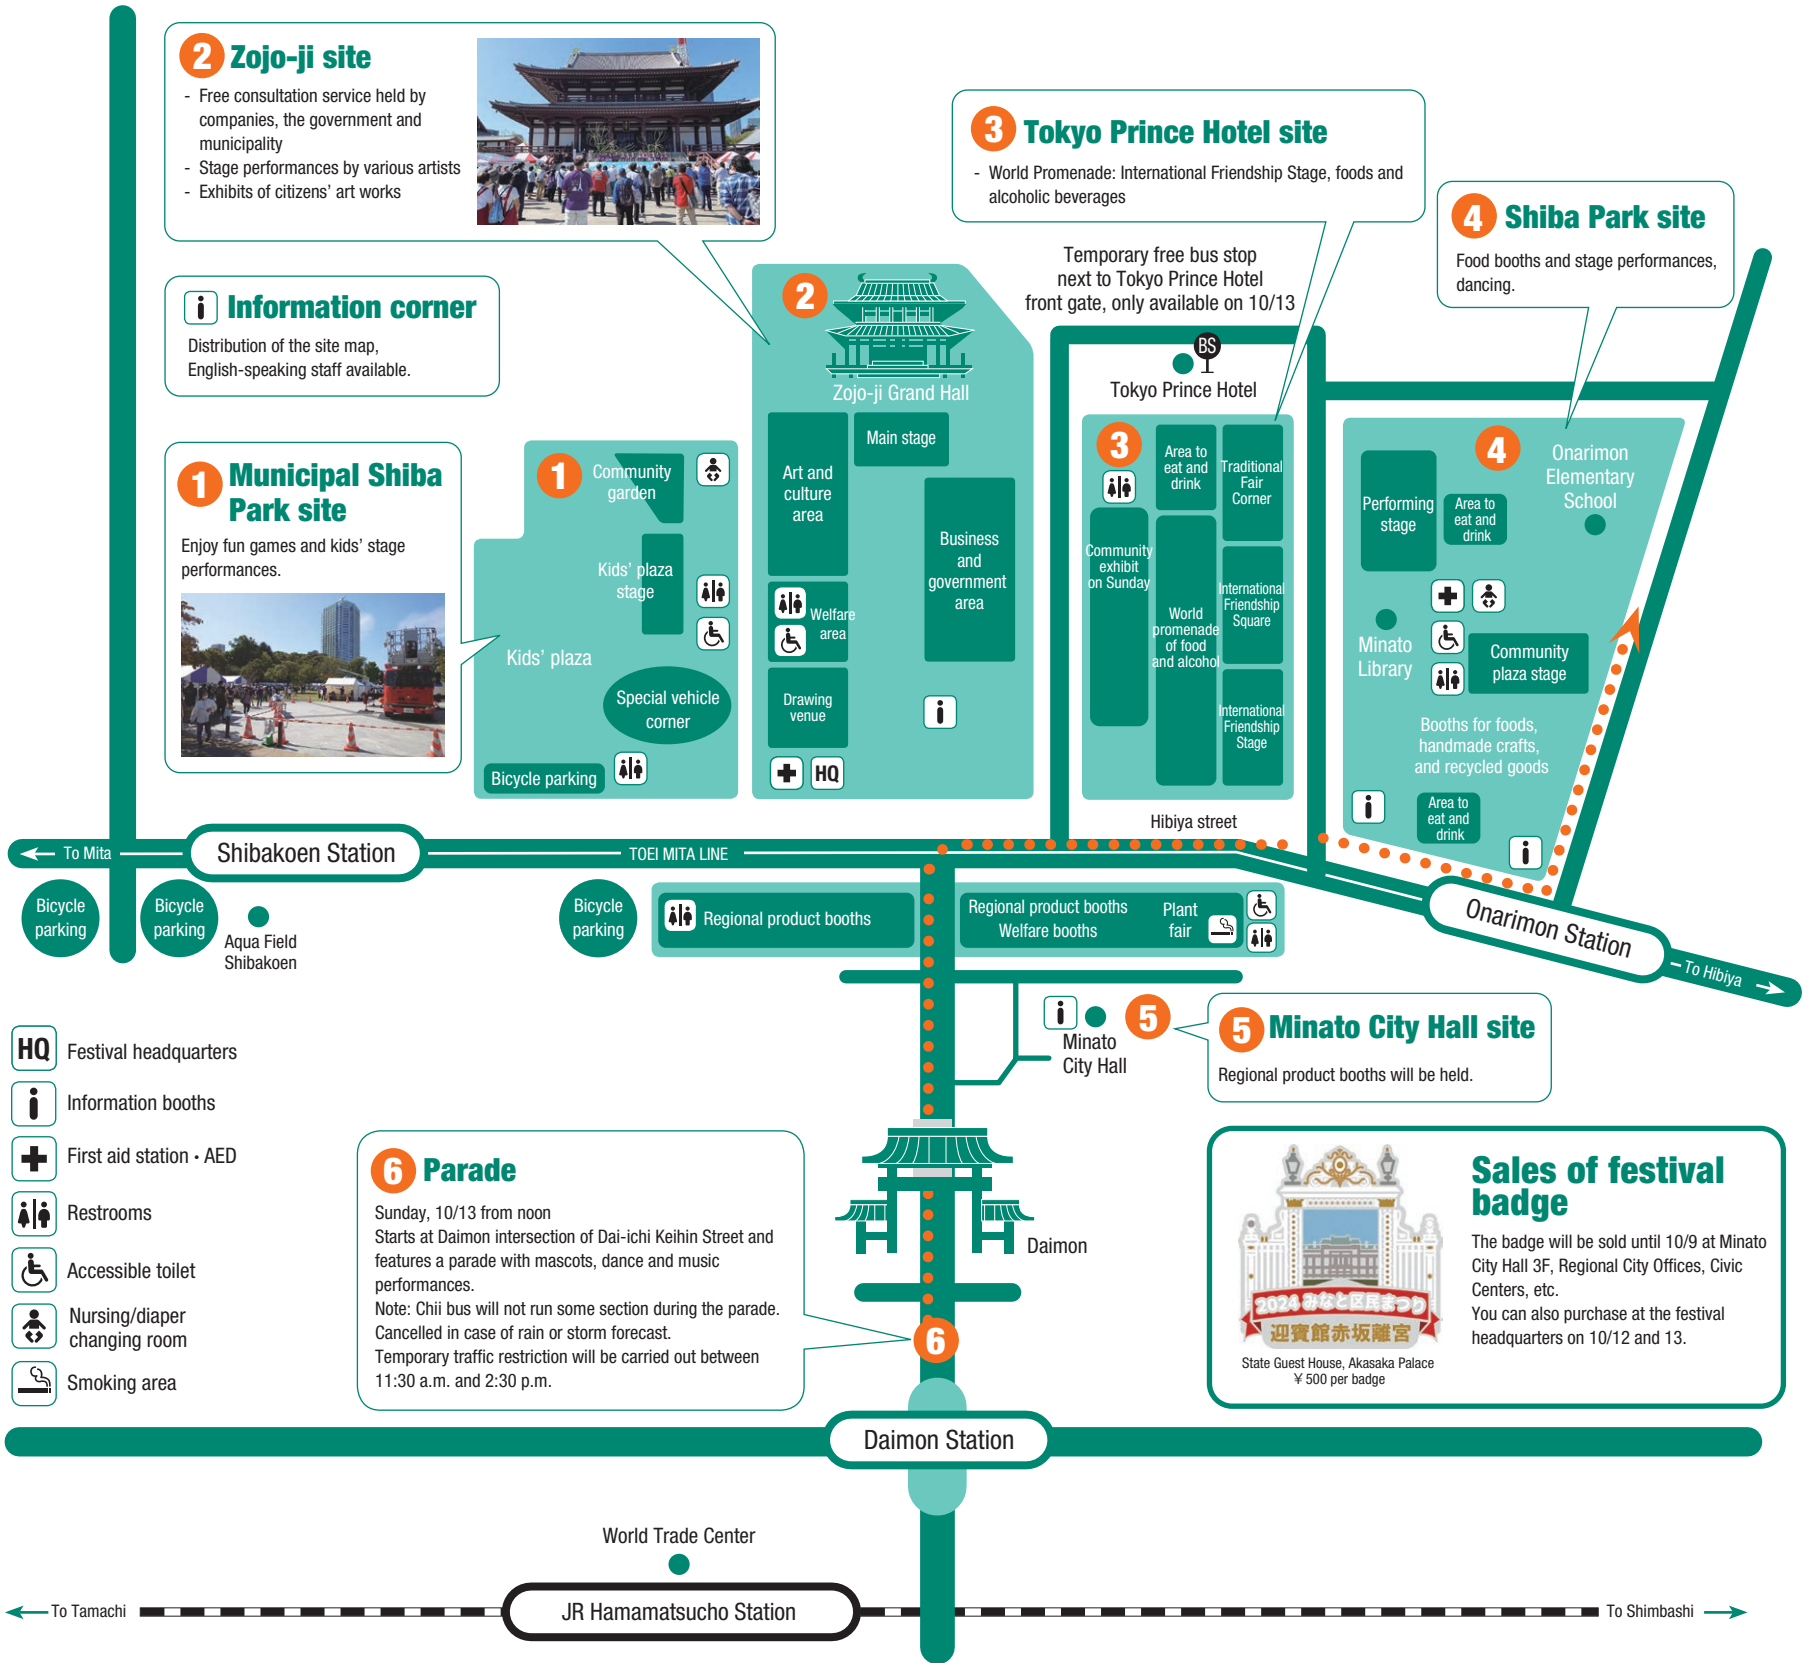 2 Zojo-ji site
- Free consultation service held by
companies, the government and
municipality
- Stage performances by various artists
- Exhibits of citizens' art works
3 Tokyo Prince Hotel site
- World Promenade: International Friendship Stage, foods and
alcoholic beverages
4 Shiba Park site
Food booths and stage performances,
dancing.
Temporary free bus stop
next to Tokyo Prince Hotel
front gate, only available on 10/13
i Information corner
Distribution of the site map,
English-speaking staff available.
1 Municipal Shiba
Park site
Enjoy fun games and kids' stage
performances.
1
Community
garden
Kids' plaza
stage
Kids' plaza
Special vehicle
corner
Bicycle parking
2
Zojo-ji Grand Hall
Main stage
Art and
culture
area
Business
and
government
area
Welfare
area
Drawing
venue
i
HQ
BS
Tokyo Prince Hotel
3
Area to
eat and
drink
Traditional
Fair
Corner
Community
exhibit
on Sunday
World
promenade
of food
and alcohol
International
Friendship
Square
International
Friendship
Stage
4
Onarimon
Elementary
School
Performing
stage
Area to
eat and
drink
Minato
Library
Community
plaza stage
Booths for foods,
handmade crafts,
and recycled goods
i
Area to
eat and
drink
i
Hibiya street
To Mita
Shibakoen Station
TOEI MITA LINE
Onarimon Station
To Hibiya
Bicycle
parking
Bicycle
parking
Aqua Field
Shibakoen
Bicycle
parking
Regional product booths
Regional product booths
Welfare booths
Plant
fair
i
Minato
City Hall
5
5 Minato City Hall site
Regional product booths will be held.
HQ Festival headquarters
i Information booths
First aid station・AED
Restrooms
Accessible toilet
Nursing/diaper
changing room
Smoking area
6 Parade
Sunday, 10/13 from noon
Starts at Daimon intersection of Dai-ichi Keihin Street and
features a parade with mascots, dance and music
performances.
Note: Chii bus will not run some section during the parade.
Cancelled in case of rain or storm forecast.
Temporary traffic restriction will be carried out between
11:30 a.m. and 2:30 p.m.
Daimon
6
2024 みなと区民まつり
迎賓館赤坂離宮
State Guest House, Akasaka Palace
¥ 500 per badge
Sales of festival
badge
The badge will be sold until 10/9 at Minato
City Hall 3F, Regional City Offices, Civic
Centers, etc.
You can also purchase at the festival
headquarters on 10/12 and 13.
Daimon Station
World Trade Center
To Tamachi
JR Hamamatsucho Station
To Shimbashi